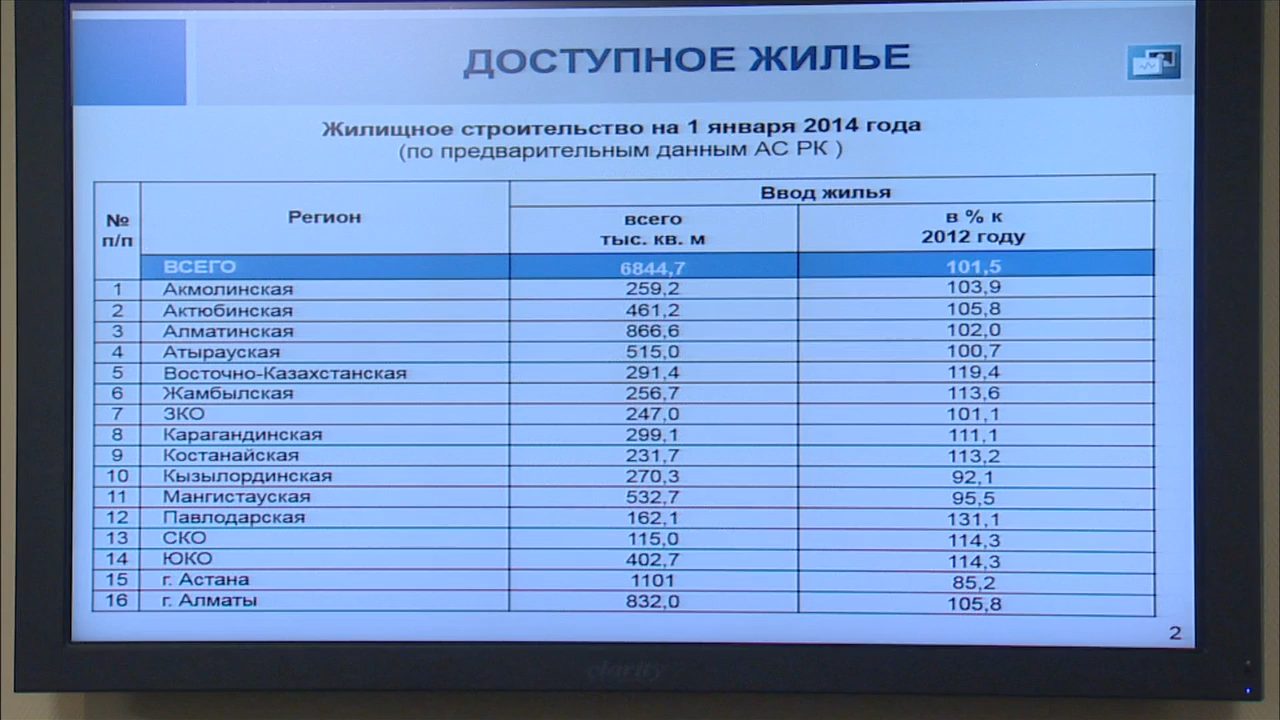 ДОСТУПНОЕ ЖИЛЬЕ
Жилищное строительство на 1 января 2014 года
(по предварительным данным АС РК )
№ п/п Регион Ввод жилья
всего тыс. кв. м в % к 2012 году
ВСЕГО 6844,7 101,5
1 Акмолинская 259,2 103,9
2 Актюбинская 461,2 105,8
3 Алматинская 866,6 102,0
4 Атырауская 515,0 100,7
5 Восточно-Казахстанская 291,4 119,4
6 Жамбылская 256,7 113,6
7 ЗКО 247,0 101,1
8 Карагандинская 299,1 111,1
9 Костанайская 231,7 113,2
10 Кызылординская 270,3 92,1
11 Мангистауская 532,7 95,5
12 Павлодарская 162,1 131,1
13 СКО 115,0 114,3
14 ЮКО 402,7 114,3
15 г. Астана 1101 85,2
16 г. Алматы 832,0 105,8
2
clarity